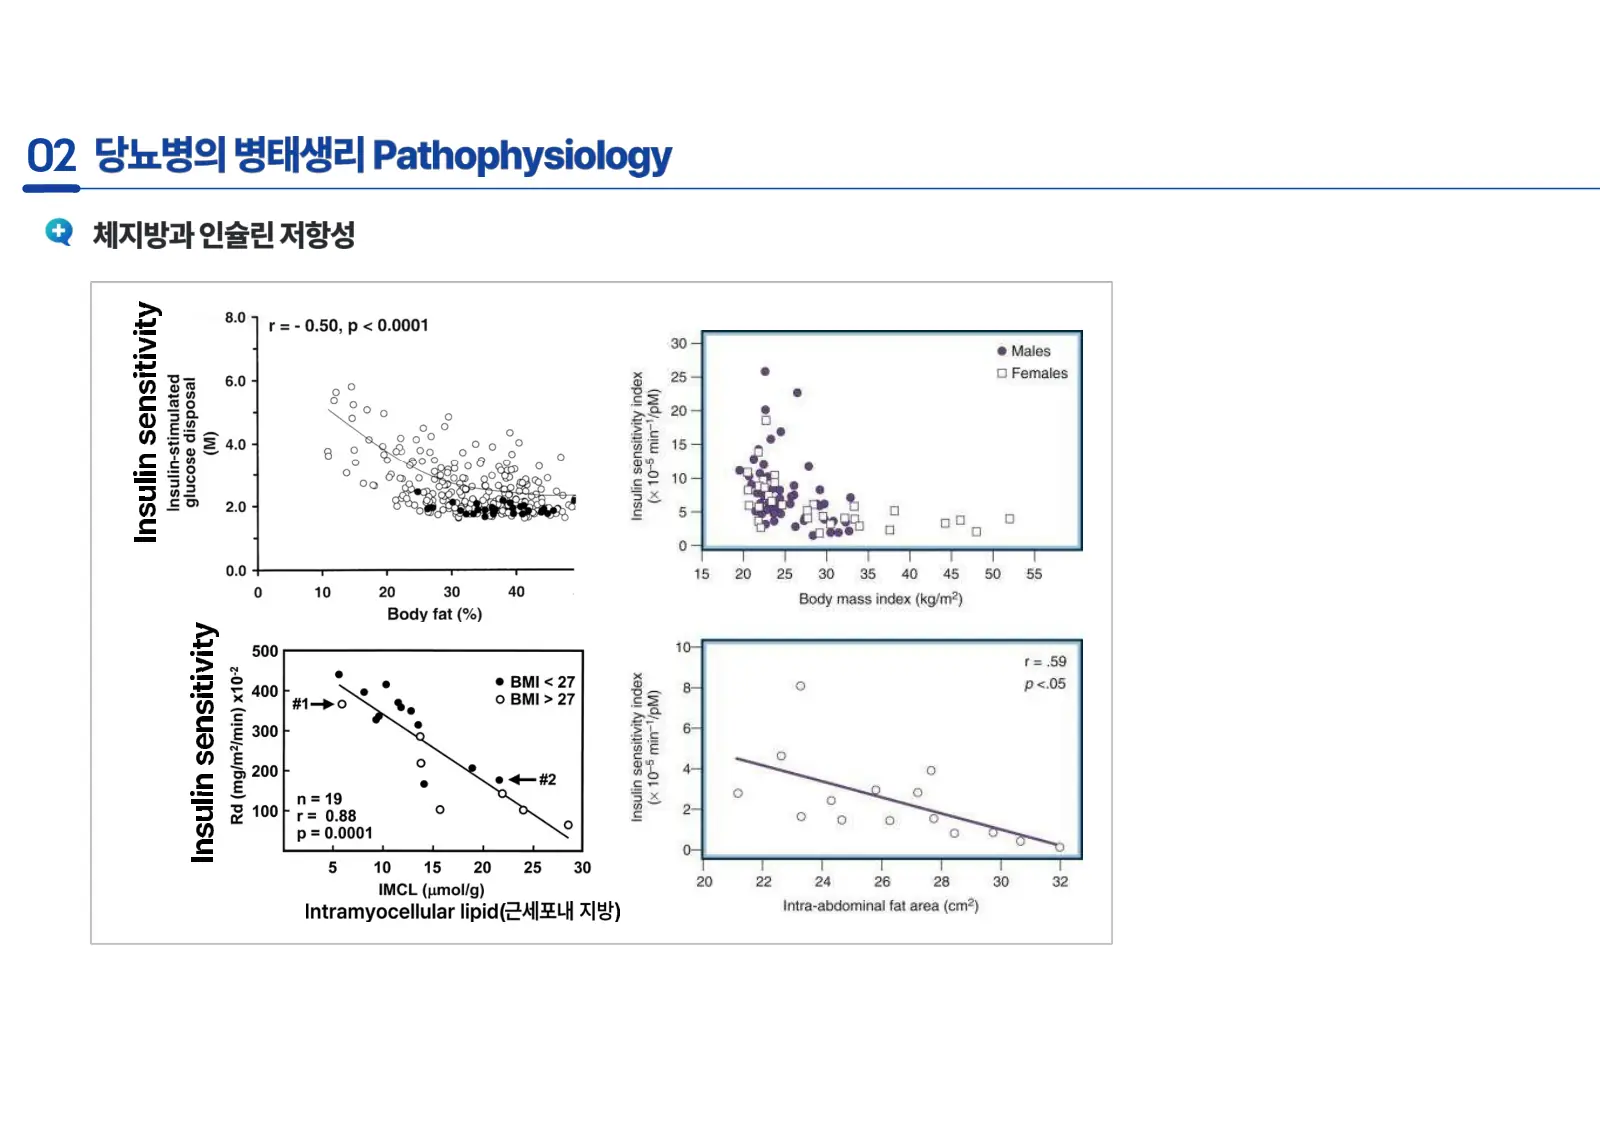 02 당뇨병의 병태생리 Pathophysiology
체지방과 인슐린 저항성
Insulin sensitivity
Insulin-stimulated
glucose disposal
(M)
r = - 0.50, p < 0.0001
8.0
6.0
4.0
2.0
0.0
0 10 20 30 40
Body fat (%)
Insulin sensitivity index
(× 10−5 min−1/pM)
30
25
20
15
10
5
0
Males
Females
15 20 25 30 35 40 45 50 55
Body mass index (kg/m2)
Insulin sensitivity
Rd (mg/m2/min) x10-2
500
400
300
200
100
BMI < 27
BMI > 27
#1
#2
n = 19
r = 0.88
p = 0.0001
5 10 15 20 25 30
IMCL (μmol/g)
Intramyocellular lipid(근세포내 지방)
Insulin sensitivity index
(× 10−5 min−1/pM)
10
8
6
4
2
0
r = .59
p <.05
20 22 24 26 28 30 32
Intra-abdominal fat area (cm2)